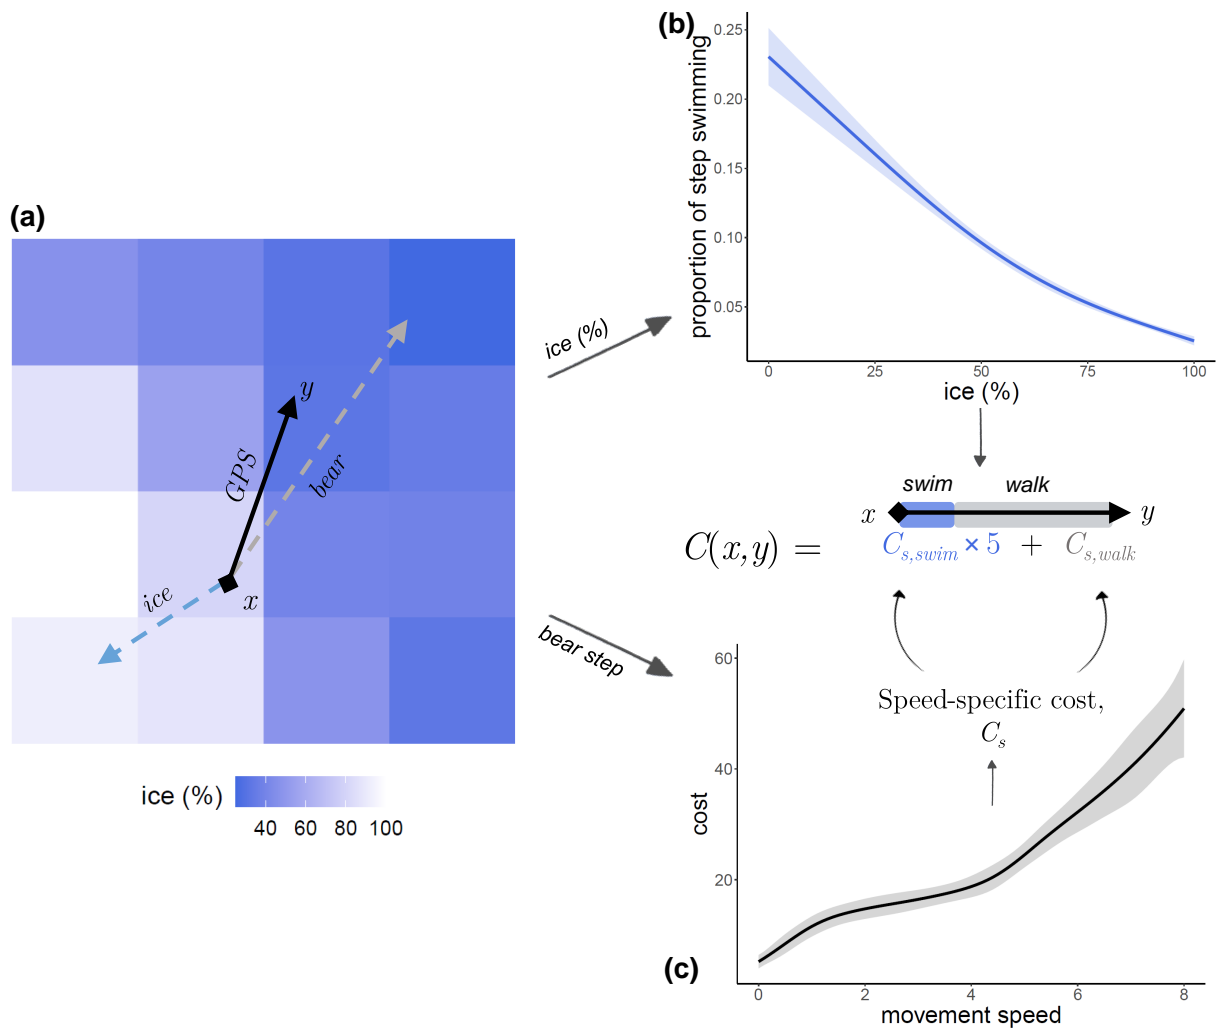 (a)
GPS
y
bear
x
ice
ice (%)
40 60 80 100
ice (%)
bear step
(b)
proportion of step swimming
0.25
0.20
0.15
0.10
0.05
0 25 50 75 100
ice (%)
swim walk
x y
C(x, y) = C_{s,swim} × 5 + C_{s,walk}
Speed-specific cost,
C_s
(c)
cost
60
40
20
0 2 4 6 8
movement speed